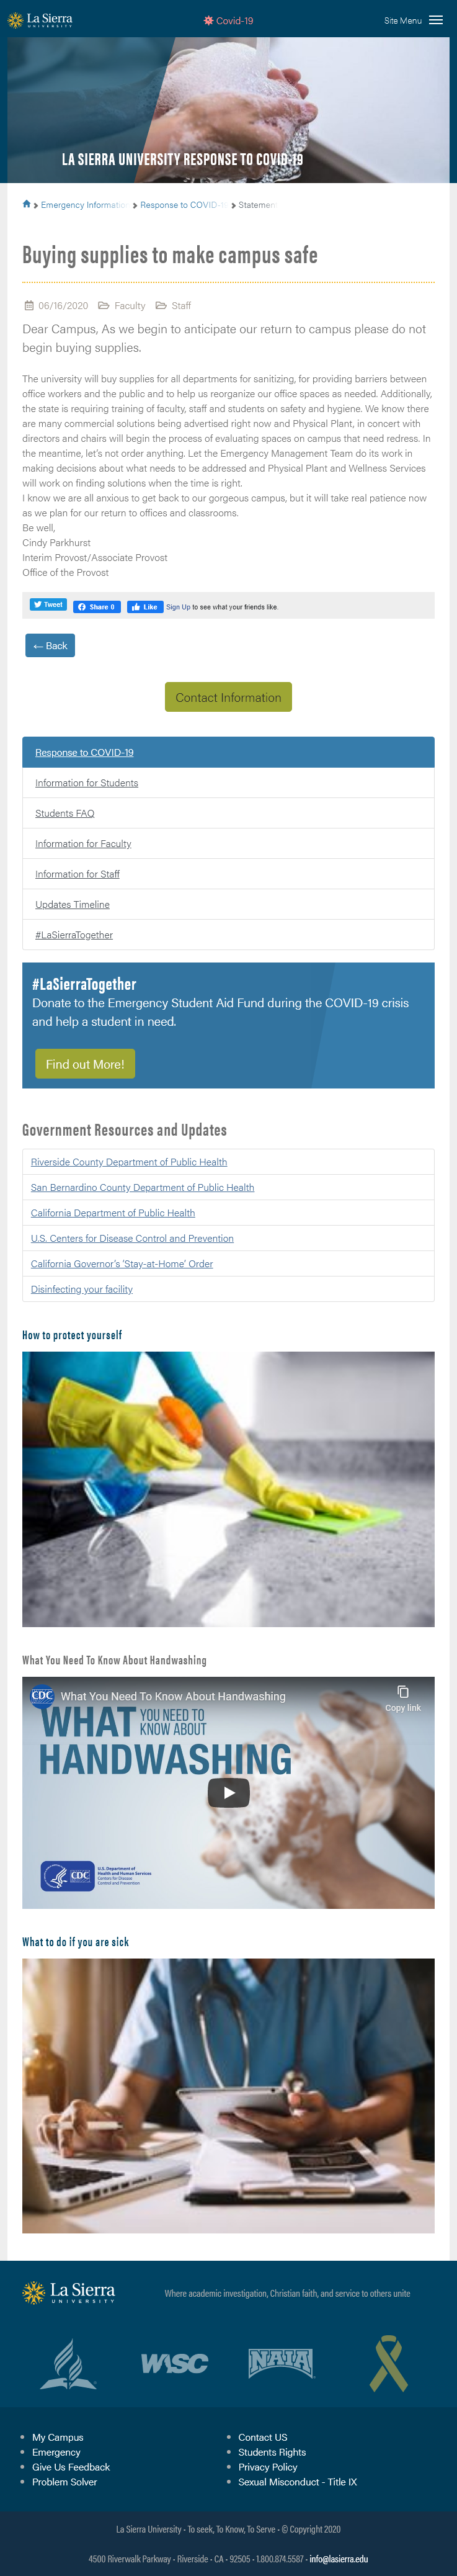 La Sierra
UNIVERSITY
Covid-19
Site Menu
LA SIERRA UNIVERSITY RESPONSE TO COVID-19
Emergency Information
Response to COVID-19
Statement
Buying supplies to make campus safe
06/16/2020 Faculty Staff
Dear Campus, As we begin to anticipate our return to campus please do not
begin buying supplies.
The university will buy supplies for all departments for sanitizing, for providing barriers between
office workers and the public and to help us reorganize our office spaces as needed. Additionally,
the state is requiring training of faculty, staff and students on safety and hygiene. We know there
are many commercial solutions being advertised right now and Physical Plant, in concert with
directors and chairs will begin the process of evaluating spaces on campus that need redress. In
the meantime, let's not order anything. Let the Emergency Management Team do its work in
making decisions about what needs to be addressed and Physical Plant and Wellness Services
will work on finding solutions when the time is right.
I know we are all anxious to get back to our gorgeous campus, but it will take real patience now
as we plan for our return to offices and classrooms.
Be well,
Cindy Parkhurst
Interim Provost/Associate Provost
Office of the Provost
Tweet Share 0 Like Sign Up to see what your friends like.
← Back
Contact Information
Response to COVID-19
Information for Students
Students FAQ
Information for Faculty
Information for Staff
Updates Timeline
#LaSierraTogether
#LaSierraTogether
Donate to the Emergency Student Aid Fund during the COVID-19 crisis
and help a student in need.
Find out More!
Government Resources and Updates
Riverside County Department of Public Health
San Bernardino County Department of Public Health
California Department of Public Health
U.S. Centers for Disease Control and Prevention
California Governor's 'Stay-at-Home' Order
Disinfecting your facility
How to protect yourself
What You Need To Know About Handwashing
CDC What You Need To Know About Handwashing
Copy link
WHAT YOU NEED TO
KNOW ABOUT
HANDWASHING
CDC
U.S. Department of
Health and Human Services
Centers for Disease
Control and Prevention
What to do if you are sick
La Sierra
UNIVERSITY
Where academic investigation, Christian faith, and service to others unite
WSC
NAIA
My Campus
Emergency
Give Us Feedback
Problem Solver
Contact US
Students Rights
Privacy Policy
Sexual Misconduct - Title IX
La Sierra University • To seek, To Know, To Serve • © Copyright 2020
4500 Riverwalk Parkway • Riverside • CA • 92505 • 1.800.874.5587 • info@lasierra.edu